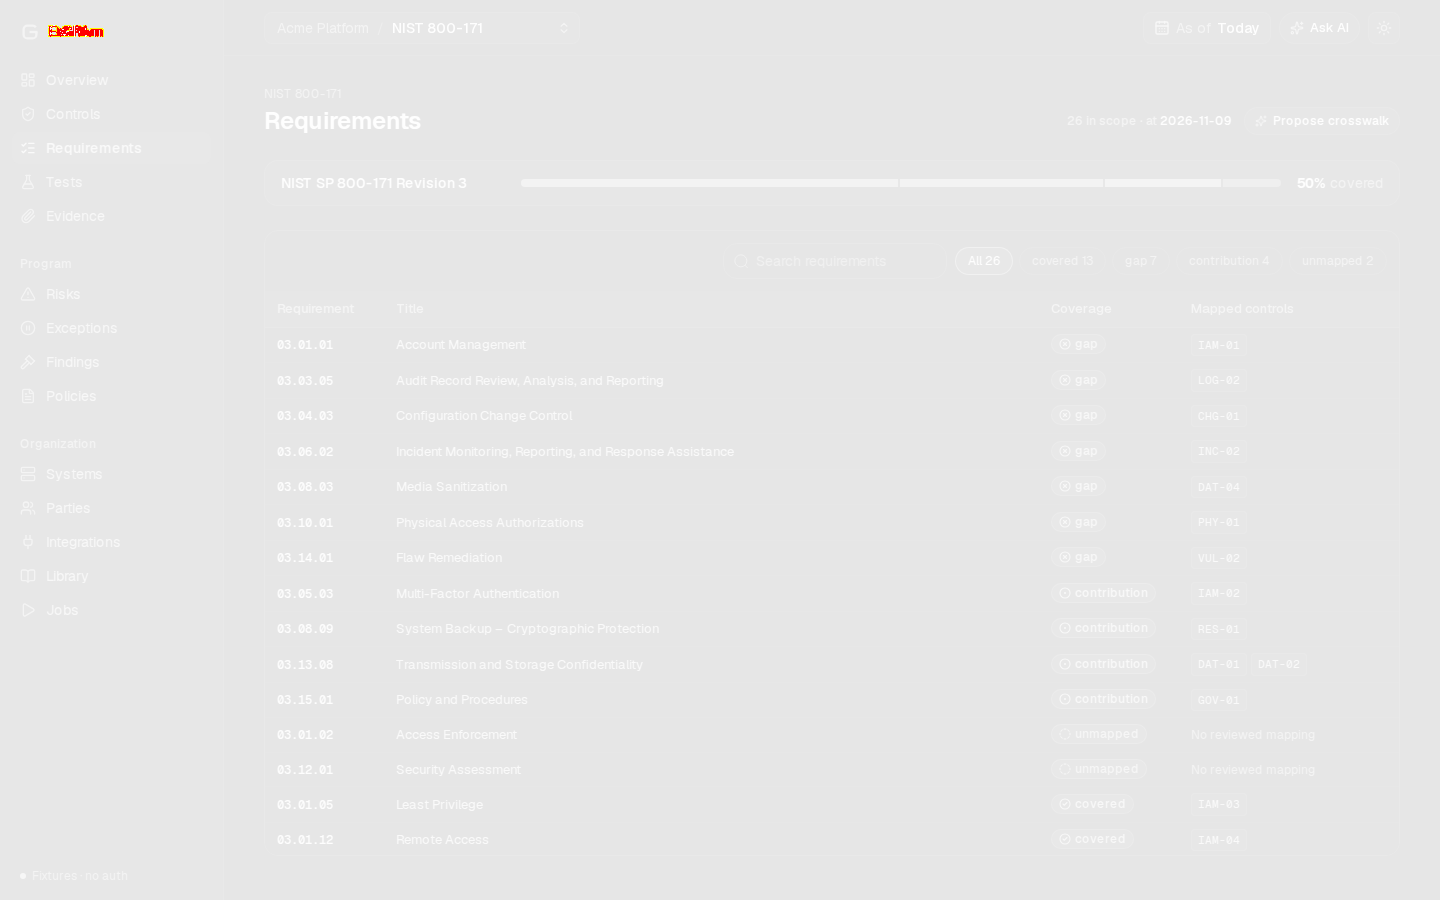 G
Overview
Controls
Requirements
Tests
Evidence
Program
Risks
Exceptions
Findings
Policies
Organization
Systems
Parties
Integrations
Library
Jobs
Fixtures · no auth
Acme Platform / NIST 800-171
As of Today
Ask AI
NIST 800-171
Requirements
26 in scope · at 2026-11-09
Propose crosswalk
NIST SP 800-171 Revision 3
50% covered
Search requirements
All 26
covered 13
gap 7
contribution 4
unmapped 2
Requirement Title Coverage Mapped controls
03.01.01 Account Management gap IAM-01
03.03.05 Audit Record Review, Analysis, and Reporting gap LOG-02
03.04.03 Configuration Change Control gap CHG-01
03.06.02 Incident Monitoring, Reporting, and Response Assistance gap INC-02
03.08.03 Media Sanitization gap DAT-04
03.10.01 Physical Access Authorizations gap PHY-01
03.14.01 Flaw Remediation gap VUL-02
03.05.03 Multi-Factor Authentication contribution IAM-02
03.08.09 System Backup – Cryptographic Protection contribution RES-01
03.13.08 Transmission and Storage Confidentiality contribution DAT-01 DAT-02
03.15.01 Policy and Procedures contribution GOV-01
03.01.02 Access Enforcement unmapped No reviewed mapping
03.12.01 Security Assessment unmapped No reviewed mapping
03.01.05 Least Privilege covered IAM-03
03.01.12 Remote Access covered IAM-04